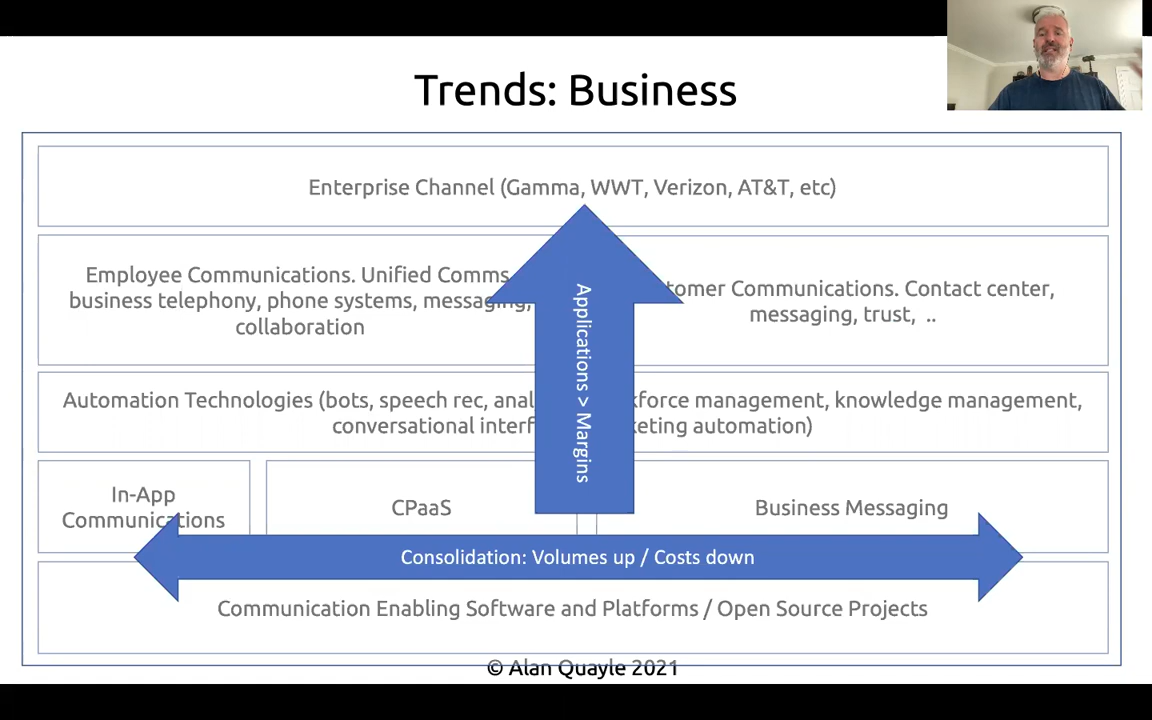 Trends: Business
Enterprise Channel (Gamma, WWT, Verizon, AT&T, etc)
Employee Communications. Unified Comms
business telephony, phone systems, messaging,
collaboration
tomer Communications. Contact center,
messaging, trust, ..
Applications > Margins
Automation Technologies (bots, speech rec, anal kforce management, knowledge management,
conversational interf keting automation)
In-App
Communications
CPaaS
Business Messaging
Consolidation: Volumes up / Costs down
Communication Enabling Software and Platforms / Open Source Projects
© Alan Quayle 2021